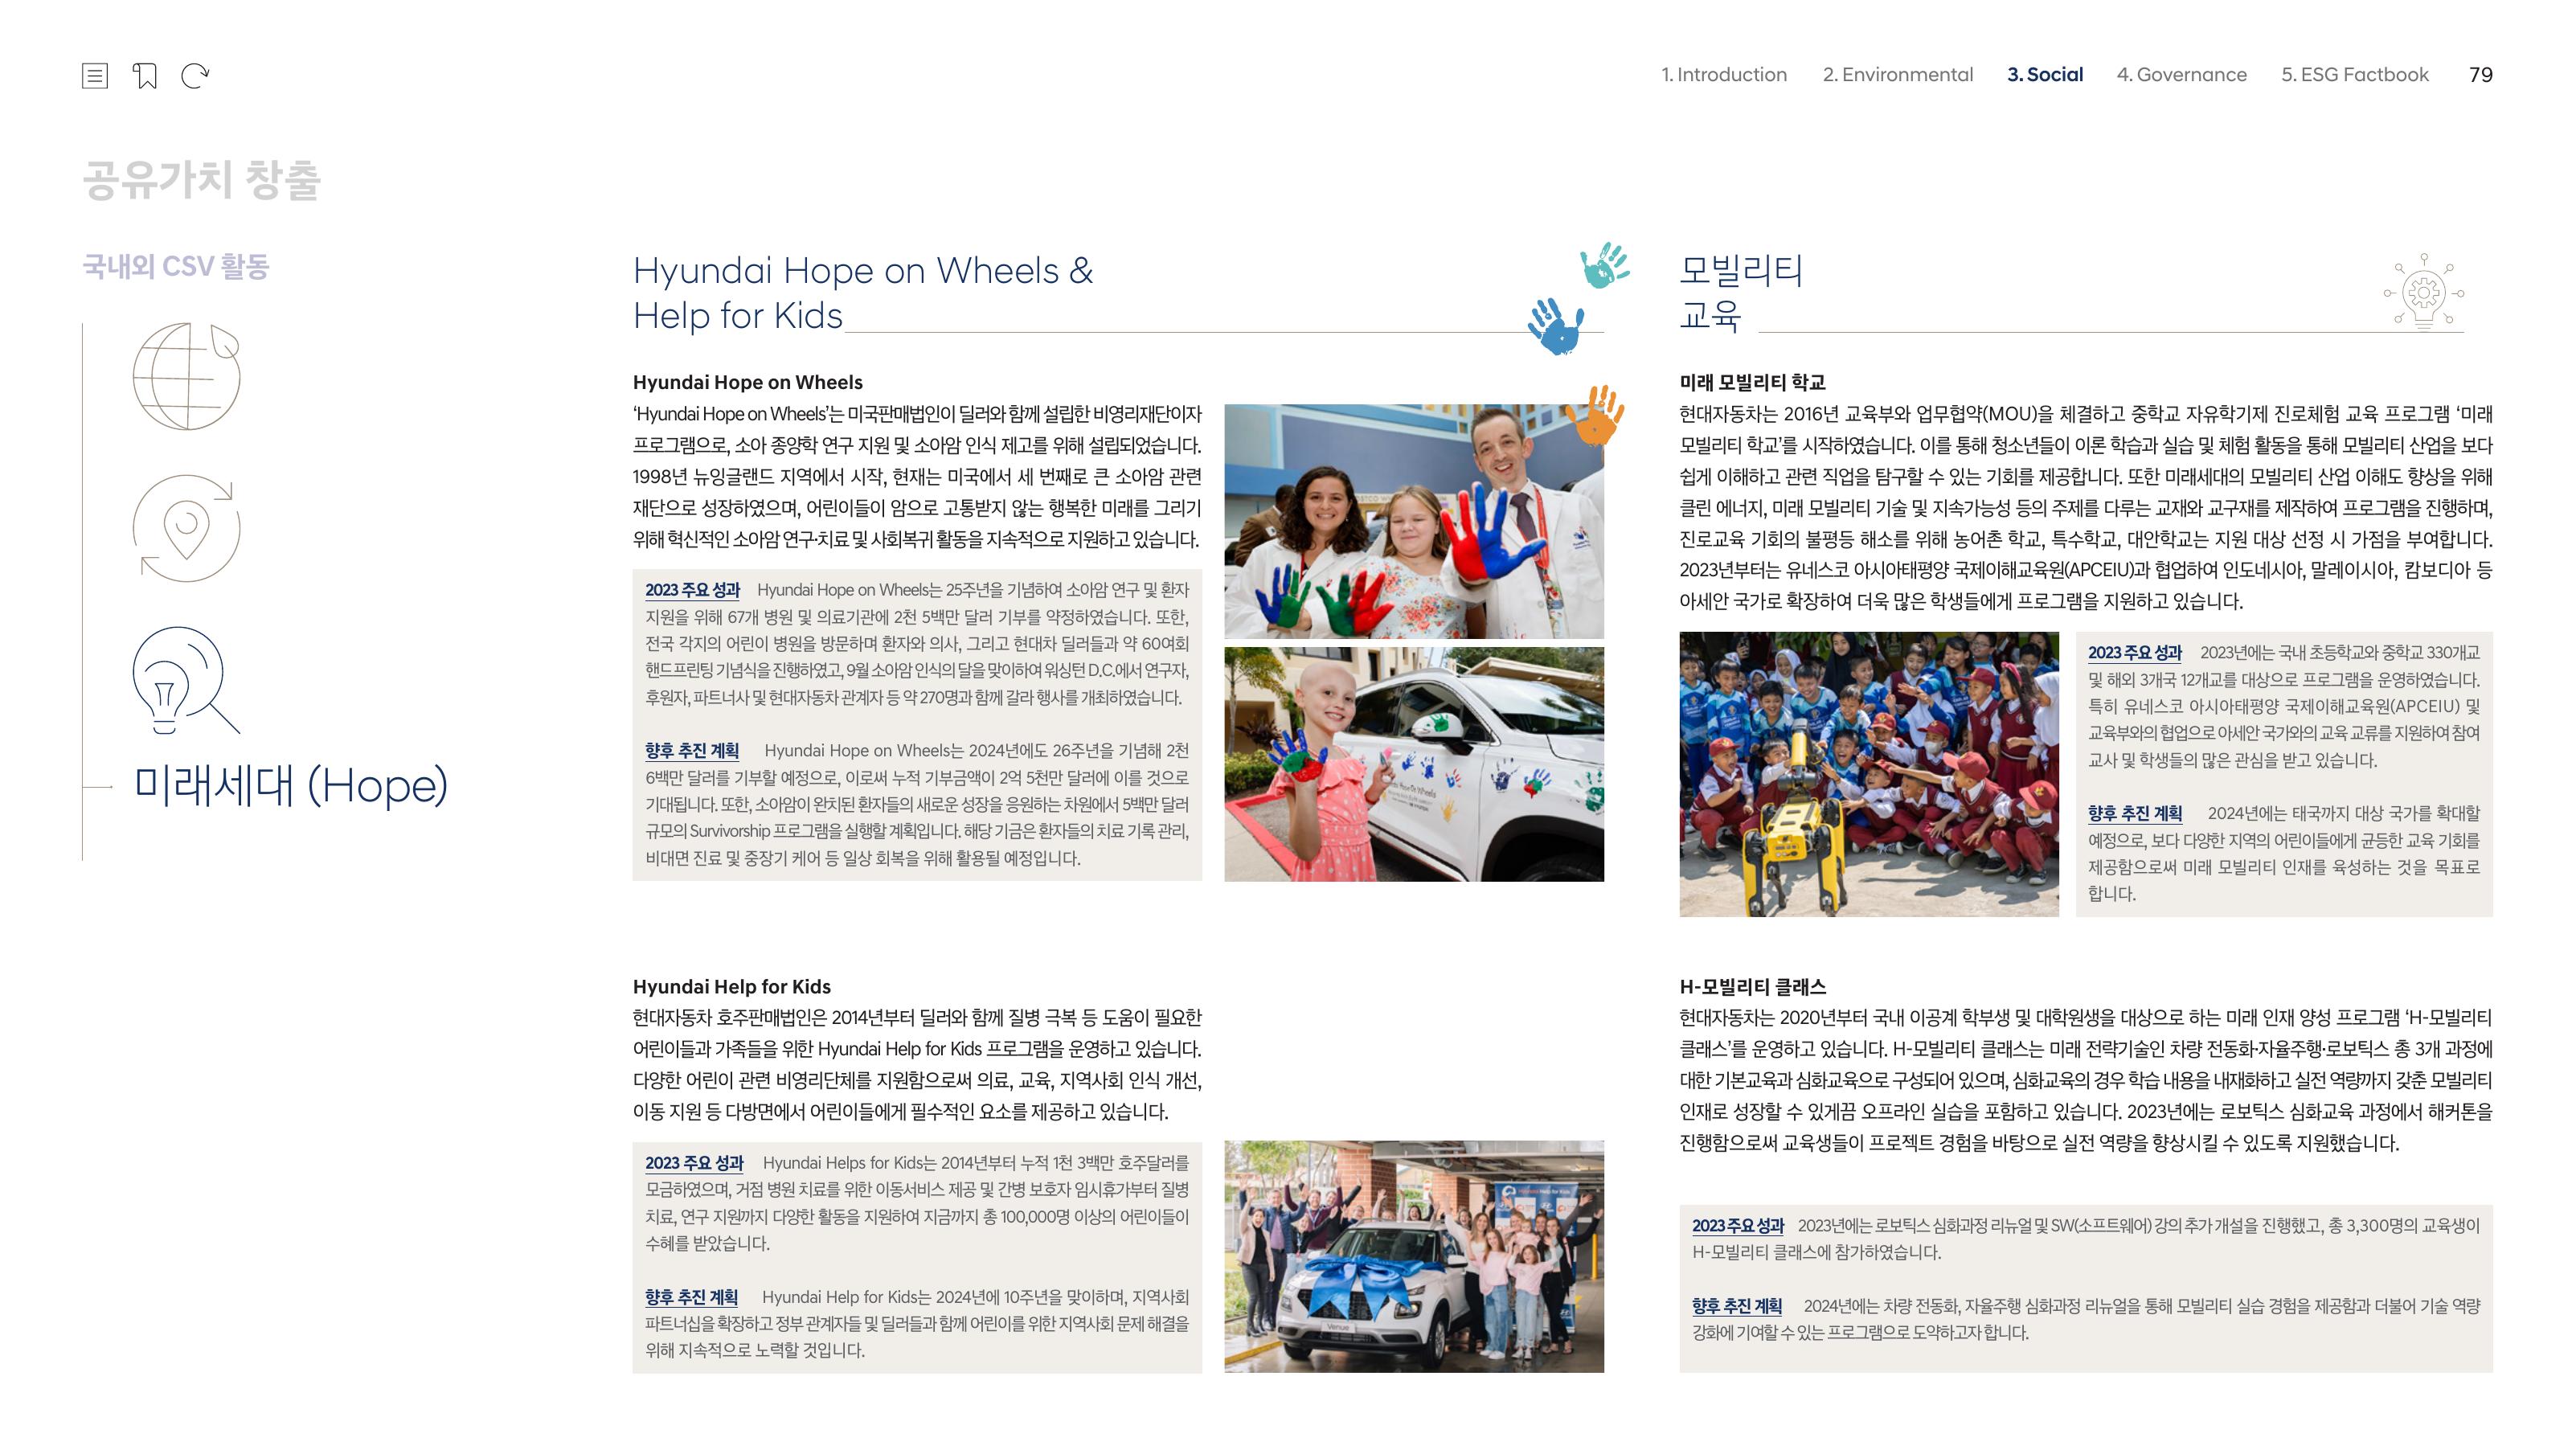 1. Introduction 2. Environmental 3. Social 4. Governance 5. ESG Factbook 79
공유가치 창출
국내외 CSV 활동
미래세대 (Hope)
Hyundai Hope on Wheels &
Help for Kids
Hyundai Hope on Wheels
‘Hyundai Hope on Wheels’는 미국판매법인이 딜러와 함께 설립한 비영리재단이자
프로그램으로, 소아 종양학 연구 지원 및 소아암 인식 제고를 위해 설립되었습니다.
1998년 뉴잉글랜드 지역에서 시작, 현재는 미국에서 세 번째로 큰 소아암 관련
재단으로 성장하였으며, 어린이들이 암으로 고통받지 않는 행복한 미래를 그리기
위해 혁신적인 소아암 연구·치료 및 사회복귀 활동을 지속적으로 지원하고 있습니다.
2023 주요 성과 Hyundai Hope on Wheels는 25주년을 기념하여 소아암 연구 및 환자
지원을 위해 67개 병원 및 의료기관에 2천 5백만 달러 기부를 약정하였습니다. 또한,
전국 각지의 어린이 병원을 방문하며 환자와 의사, 그리고 현대차 딜러들과 약 60여회
핸드프린팅 기념식을 진행하였고, 9월 소아암 인식의 달을 맞이하여 워싱턴 D.C.에서 연구자,
후원자, 파트너사 및 현대자동차 관계자 등 약 270명과 함께 갈라 행사를 개최하였습니다.
향후 추진 계획 Hyundai Hope on Wheels는 2024년에도 26주년을 기념해 2천
6백만 달러를 기부할 예정으로, 이로써 누적 기부금액이 2억 5천만 달러에 이를 것으로
기대됩니다. 또한, 소아암이 완치된 환자들의 새로운 성장을 응원하는 차원에서 5백만 달러
규모의 Survivorship 프로그램을 실행할 계획입니다. 해당 기금은 환자들의 치료 기록 관리,
비대면 진료 및 중장기 케어 등 일상 회복을 위해 활용될 예정입니다.
Hyundai Help for Kids
현대자동차 호주판매법인은 2014년부터 딜러와 함께 질병 극복 등 도움이 필요한
어린이들과 가족들을 위한 Hyundai Help for Kids 프로그램을 운영하고 있습니다.
다양한 어린이 관련 비영리단체를 지원함으로써 의료, 교육, 지역사회 인식 개선,
이동 지원 등 다방면에서 어린이들에게 필수적인 요소를 제공하고 있습니다.
2023 주요 성과 Hyundai Helps for Kids는 2014년부터 누적 1천 3백만 호주달러를
모금하였으며, 거점 병원 치료를 위한 이동서비스 제공 및 간병 보호자 임시휴가부터 질병
치료, 연구 지원까지 다양한 활동을 지원하여 지금까지 총 100,000명 이상의 어린이들이
수혜를 받았습니다.
향후 추진 계획 Hyundai Help for Kids는 2024년에 10주년을 맞이하며, 지역사회
파트너십을 확장하고 정부 관계자들 및 딜러들과 함께 어린이를 위한 지역사회 문제 해결을
위해 지속적으로 노력할 것입니다.
Venue
모빌리티
교육
미래 모빌리티 학교
현대자동차는 2016년 교육부와 업무협약(MOU)을 체결하고 중학교 자유학기제 진로체험 교육 프로그램 ‘미래
모빌리티 학교’를 시작하였습니다. 이를 통해 청소년들이 이론 학습과 실습 및 체험 활동을 통해 모빌리티 산업을 보다
쉽게 이해하고 관련 직업을 탐구할 수 있는 기회를 제공합니다. 또한 미래세대의 모빌리티 산업 이해도 향상을 위해
클린 에너지, 미래 모빌리티 기술 및 지속가능성 등의 주제를 다루는 교재와 교구재를 제작하여 프로그램을 진행하며,
진로교육 기회의 불평등 해소를 위해 농어촌 학교, 특수학교, 대안학교는 지원 대상 선정 시 가점을 부여합니다.
2023년부터는 유네스코 아시아태평양 국제이해교육원(APCEIU)과 협업하여 인도네시아, 말레이시아, 캄보디아 등
아세안 국가로 확장하여 더욱 많은 학생들에게 프로그램을 지원하고 있습니다.
2023 주요 성과 2023년에는 국내 초등학교와 중학교 330개교
및 해외 3개국 12개교를 대상으로 프로그램을 운영하였습니다.
특히 유네스코 아시아태평양 국제이해교육원(APCEIU) 및
교육부와의 협업으로 아세안 국가와의 교육 교류를 지원하여 참여
교사 및 학생들의 많은 관심을 받고 있습니다.
향후 추진 계획 2024년에는 태국까지 대상 국가를 확대할
예정으로, 보다 다양한 지역의 어린이들에게 균등한 교육 기회를
제공함으로써 미래 모빌리티 인재를 육성하는 것을 목표로
합니다.
H-모빌리티 클래스
현대자동차는 2020년부터 국내 이공계 학부생 및 대학원생을 대상으로 하는 미래 인재 양성 프로그램 ‘H-모빌리티
클래스’를 운영하고 있습니다. H-모빌리티 클래스는 미래 전략기술인 차량 전동화·자율주행·로보틱스 총 3개 과정에
대한 기본교육과 심화교육으로 구성되어 있으며, 심화교육의 경우 학습 내용을 내재화하고 실전 역량까지 갖춘 모빌리티
인재로 성장할 수 있게끔 오프라인 실습을 포함하고 있습니다. 2023년에는 로보틱스 심화교육 과정에서 해커톤을
진행함으로써 교육생들이 프로젝트 경험을 바탕으로 실전 역량을 향상시킬 수 있도록 지원했습니다.
2023 주요 성과 2023년에는 로보틱스 심화과정 리뉴얼 및 SW(소프트웨어) 강의 추가 개설을 진행했고, 총 3,300명의 교육생이
H-모빌리티 클래스에 참가하였습니다.
향후 추진 계획 2024년에는 차량 전동화, 자율주행 심화과정 리뉴얼을 통해 모빌리티 실습 경험을 제공함과 더불어 기술 역량
강화에 기여할 수 있는 프로그램으로 도약하고자 합니다.